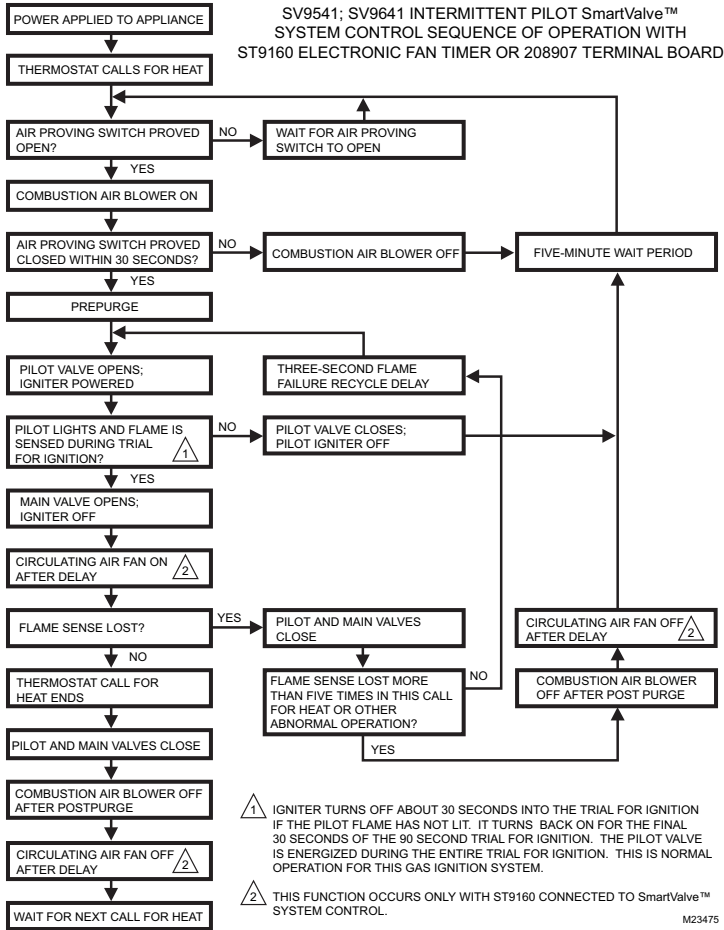 SV9541; SV9641 INTERMITTENT PILOT SmartValve™
SYSTEM CONTROL SEQUENCE OF OPERATION WITH
ST9160 ELECTRONIC FAN TIMER OR 208907 TERMINAL BOARD
POWER APPLIED TO APPLIANCE
THERMOSTAT CALLS FOR HEAT
AIR PROVING SWITCH PROVED
OPEN?
NO
WAIT FOR AIR PROVING
SWITCH TO OPEN
YES
COMBUSTION AIR BLOWER ON
AIR PROVING SWITCH PROVED
CLOSED WITHIN 30 SECONDS?
NO
COMBUSTION AIR BLOWER OFF
FIVE-MINUTE WAIT PERIOD
YES
PREPURGE
PILOT VALVE OPENS;
IGNITER POWERED
THREE-SECOND FLAME
FAILURE RECYCLE DELAY
PILOT LIGHTS AND FLAME IS
SENSED DURING TRIAL
FOR IGNITION?
1
NO
PILOT VALVE CLOSES;
PILOT IGNITER OFF
YES
MAIN VALVE OPENS;
IGNITER OFF
CIRCULATING AIR FAN ON
AFTER DELAY
2
FLAME SENSE LOST?
YES
PILOT AND MAIN VALVES
CLOSE
CIRCULATING AIR FAN OFF
AFTER DELAY
2
NO
THERMOSTAT CALL FOR
HEAT ENDS
FLAME SENSE LOST MORE
THAN FIVE TIMES IN THIS CALL
FOR HEAT OR OTHER
ABNORMAL OPERATION?
NO
COMBUSTION AIR BLOWER
OFF AFTER POST PURGE
YES
PILOT AND MAIN VALVES CLOSE
COMBUSTION AIR BLOWER OFF
AFTER POSTPURGE
CIRCULATING AIR FAN OFF
AFTER DELAY
2
WAIT FOR NEXT CALL FOR HEAT
1
IGNITER TURNS OFF ABOUT 30 SECONDS INTO THE TRIAL FOR IGNITION
IF THE PILOT FLAME HAS NOT LIT. IT TURNS BACK ON FOR THE FINAL
30 SECONDS OF THE 90 SECOND TRIAL FOR IGNITION. THE PILOT VALVE
IS ENERGIZED DURING THE ENTIRE TRIAL FOR IGNITION. THIS IS NORMAL
OPERATION FOR THIS GAS IGNITION SYSTEM.
2
THIS FUNCTION OCCURS ONLY WITH ST9160 CONNECTED TO SmartValve™
SYSTEM CONTROL.
M23475